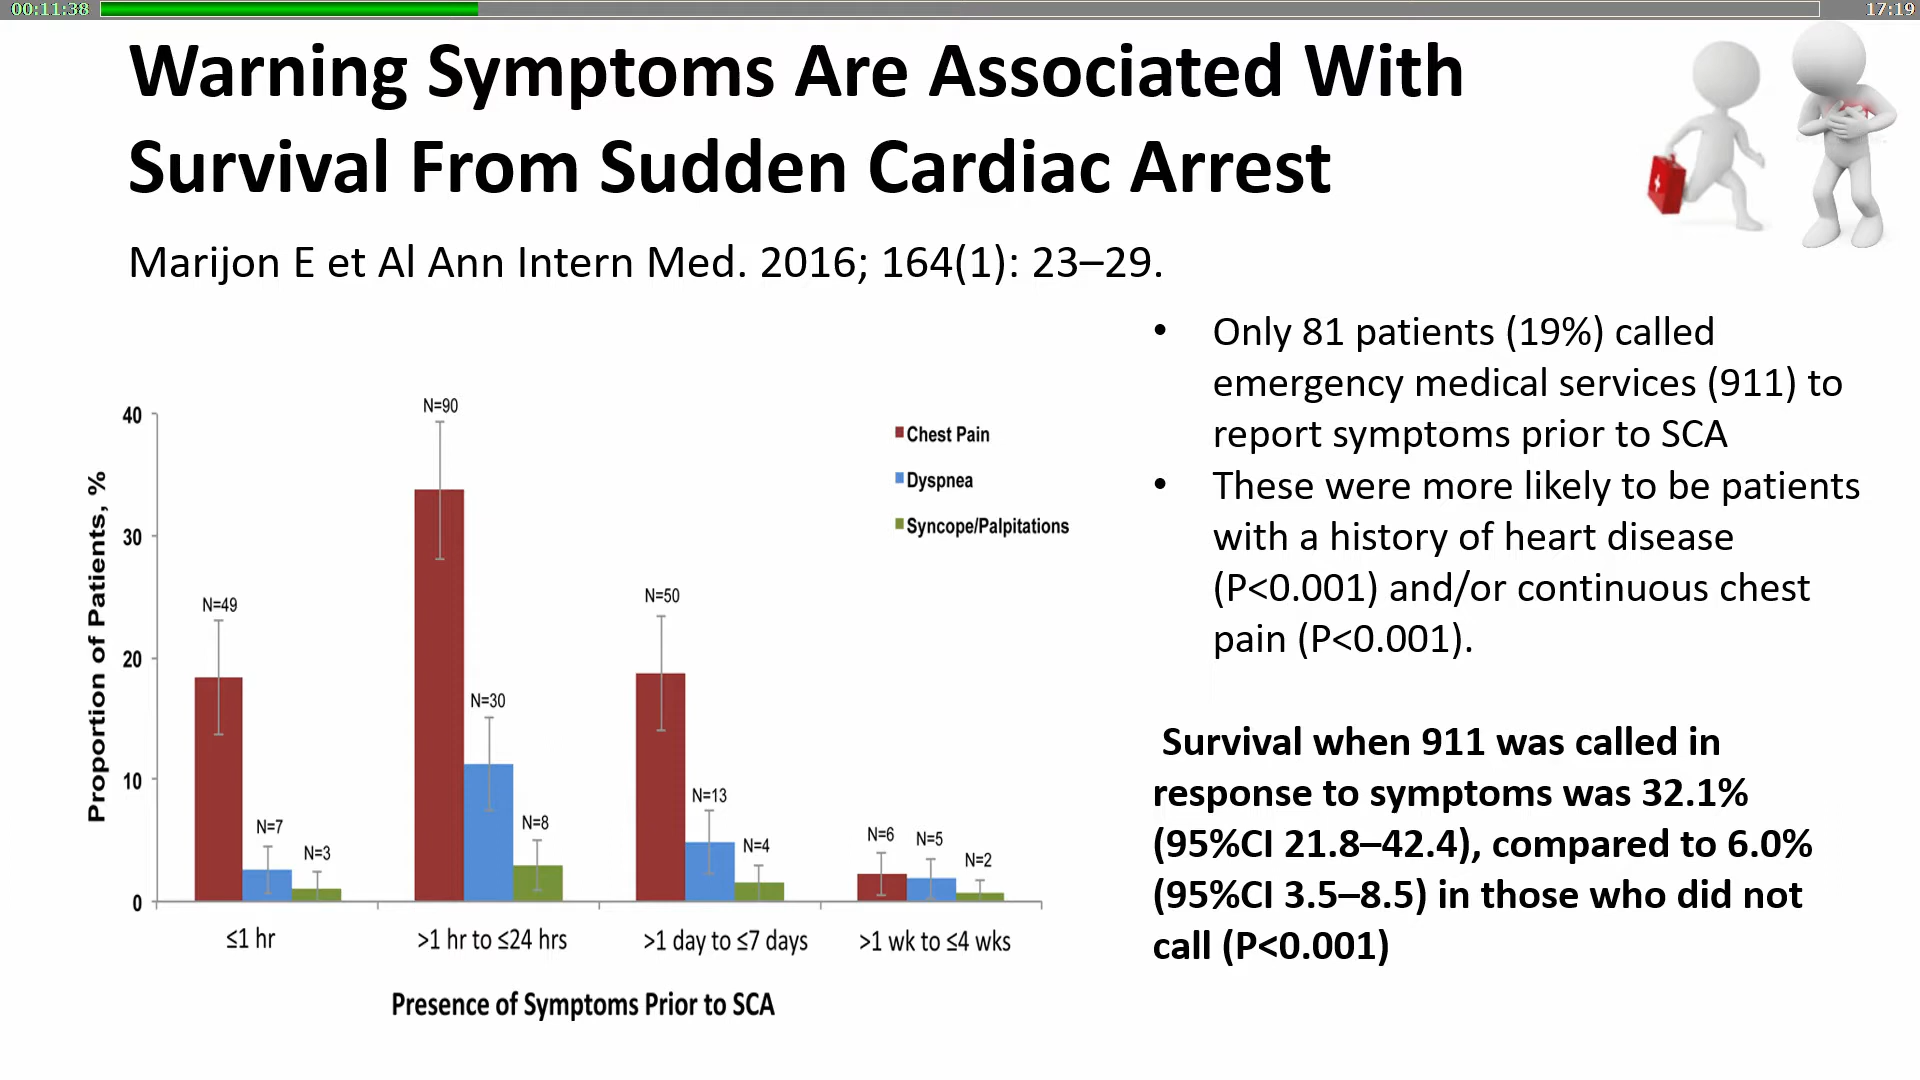 00:11:38
17:19
Warning Symptoms Are Associated With
Survival From Sudden Cardiac Arrest
Marijon E et Al Ann Intern Med. 2016; 164(1): 23–29.
• Only 81 patients (19%) called
emergency medical services (911) to
report symptoms prior to SCA
• These were more likely to be patients
with a history of heart disease
(P<0.001) and/or continuous chest
pain (P<0.001).
Survival when 911 was called in
response to symptoms was 32.1%
(95%CI 21.8–42.4), compared to 6.0%
(95%CI 3.5–8.5) in those who did not
call (P<0.001)
Proportion of Patients, %
40
30
20
10
0
N=49
N=7
N=3
N=90
N=30
N=8
N=50
N=13
N=4
N=6
N=5
N=2
Chest Pain
Dyspnea
Syncope/Palpitations
≤1 hr
>1 hr to ≤24 hrs
>1 day to ≤7 days
>1 wk to ≤4 wks
Presence of Symptoms Prior to SCA